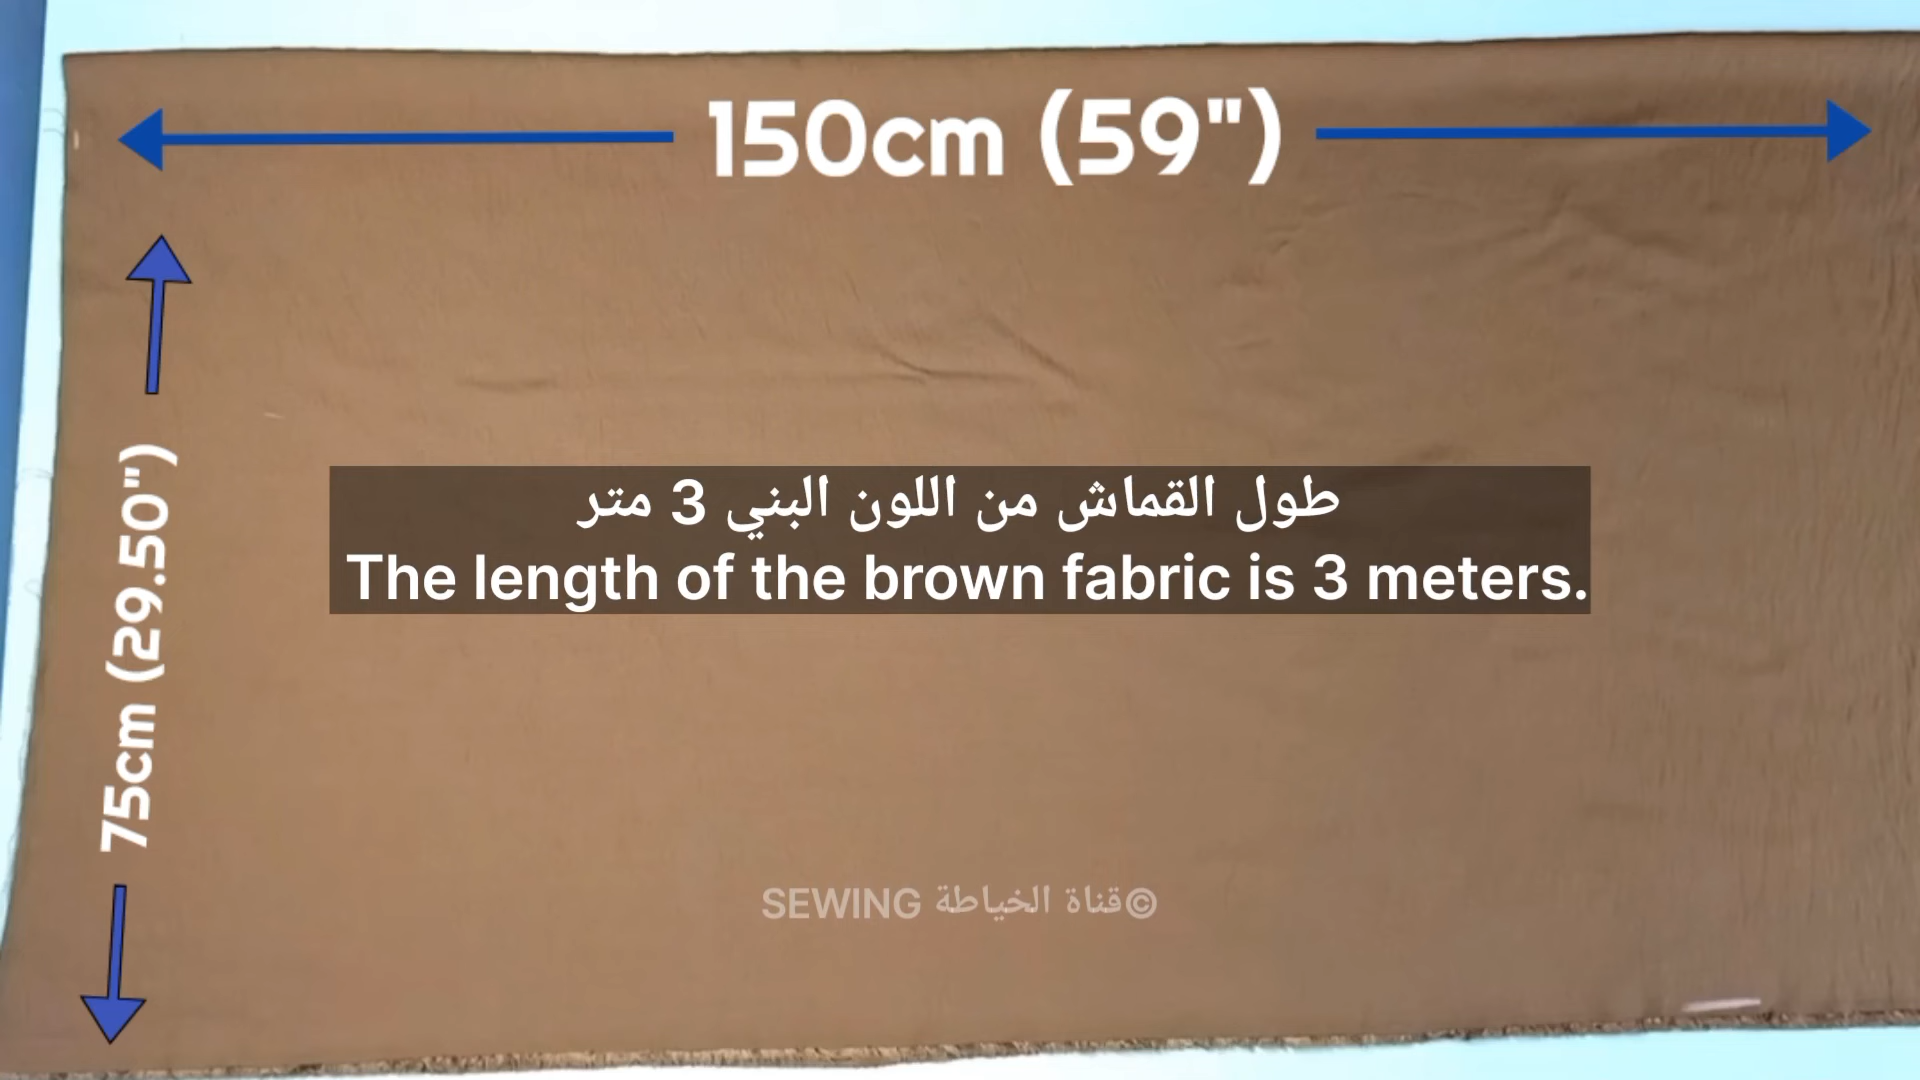 150cm (59")
75cm (29.50")
طول القماش من اللون البني 3 متر
The length of the brown fabric is 3 meters.
©قناة الخياطة SEWING